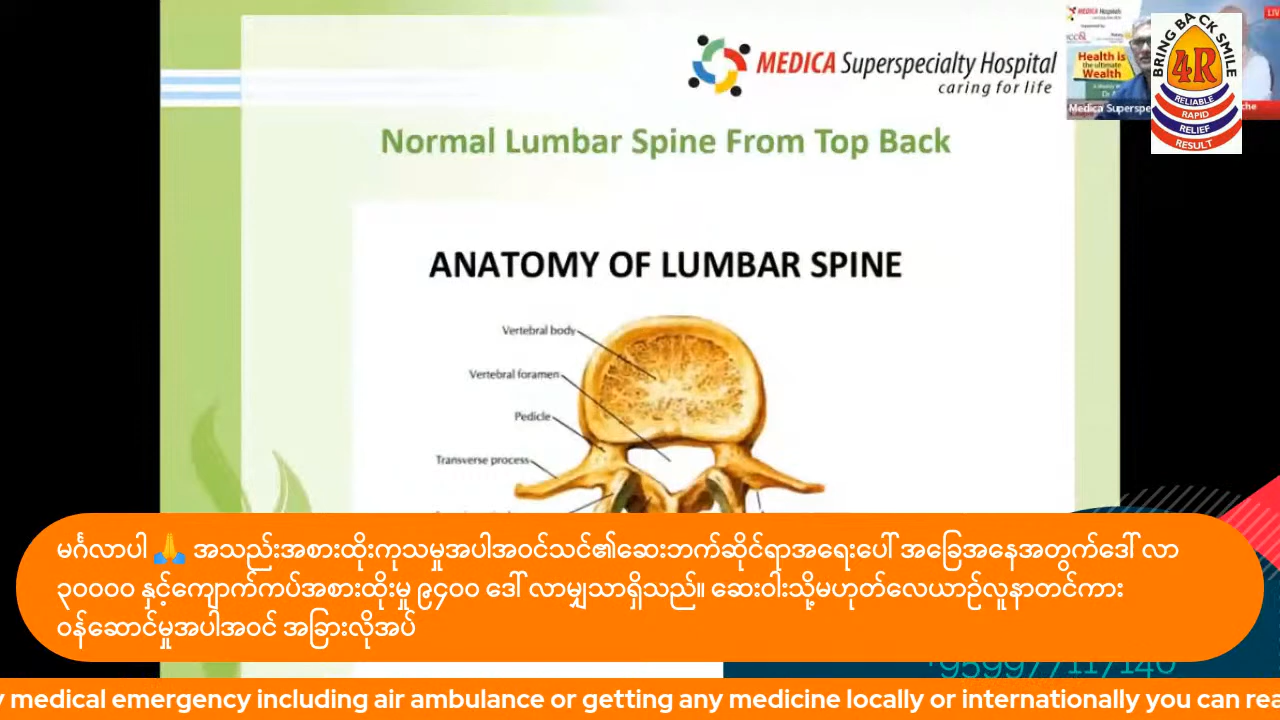 MEDICA Superspecialty Hospital
caring for life
Normal Lumbar Spine From Top Back
ANATOMY OF LUMBAR SPINE
Vertebral body
Vertebral foramen
Pedicle
Transverse process
MEDICA Hospitals
LIV
Health is
the ultimate
Wealth
Medica Superspe
BRING BACK SMILE
4R
RELIABLE
RAPID
RELIEF
RESULT
မင်္ဂလာပါ 🙏 အသည်းအစားထိုးကုသမှုအပါအဝင်သင်၏ဆေးဘက်ဆိုင်ရာအရေးပေါ် အခြေအနေအတွက်ဒေါ် လာ
၃၀၀၀၀ နှင့်ကျောက်ကပ်အစားထိုးမှု ၉၄၀၀ ဒေါ် လာမျှသာရှိသည်။ ဆေးဝါးသို့မဟုတ်လေယာဉ်လူနာတင်ကား
ဝန်ဆောင်မှုအပါအဝင် အခြားလိုအပ်
+959977117140
y medical emergency including air ambulance or getting any medicine locally or internationally you can rea